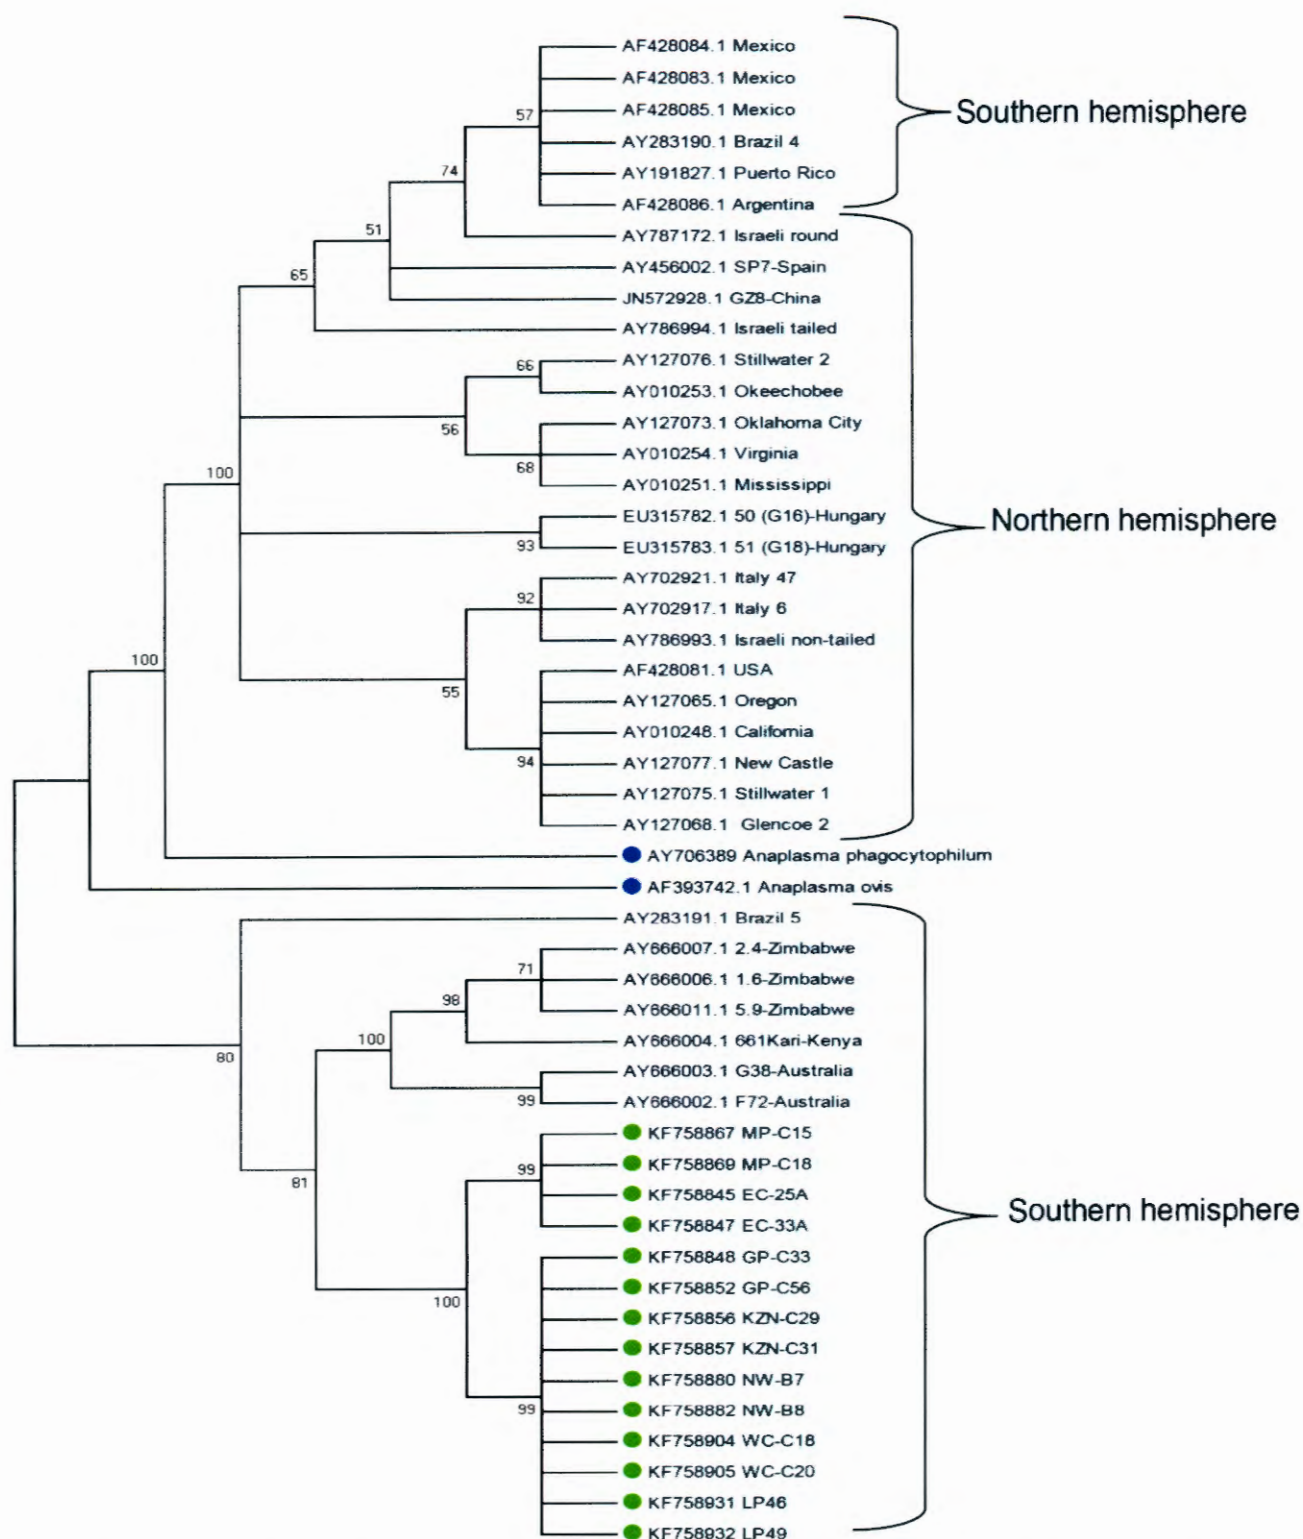 AF428084.1 Mexico
AF428083.1 Mexico
AF428085.1 Mexico
57
AY283190.1 Brazil 4
AY191827.1 Puerto Rico
AF428086.1 Argentina
Southern hemisphere
74
AY787172.1 Israeli round
51
AY456002.1 SP7-Spain
65
JN572928.1 GZ8-China
AY786994.1 Israeli tailed
AY127076.1 Stillwater 2
66
AY010253.1 Okeechobee
AY127073.1 Oklahoma City
56
AY010254.1 Virginia
68
AY010251.1 Mississippi
100
EU315782.1 50 (G16)-Hungary
93
EU315783.1 51 (G18)-Hungary
Northern hemisphere
AY702921.1 Italy 47
92
AY702917.1 Italy 6
AY786993.1 Israeli non-tailed
100
AF428081.1 USA
55
AY127065.1 Oregon
AY010248.1 California
94
AY127077.1 New Castle
AY127075.1 Stillwater 1
AY127068.1 Glencoe 2
AY706389 Anaplasma phagocytophilum
AF393742.1 Anaplasma ovis
AY283191.1 Brazil 5
AY666007.1 2.4-Zimbabwe
71
AY666006.1 1.6-Zimbabwe
98
AY666011.1 5.9-Zimbabwe
100
AY666004.1 661Kari-Kenya
80
AY666003.1 G38-Australia
99
AY666002.1 F72-Australia
KF758867 MP-C15
99
KF758869 MP-C18
81
KF758845 EC-25A
KF758847 EC-33A
Southern hemisphere
KF758848 GP-C33
100
KF758852 GP-C56
KF758856 KZN-C29
KF758857 KZN-C31
KF758880 NW-B7
99
KF758882 NW-B8
KF758904 WC-C18
KF758905 WC-C20
KF758931 LP46
KF758932 LP49